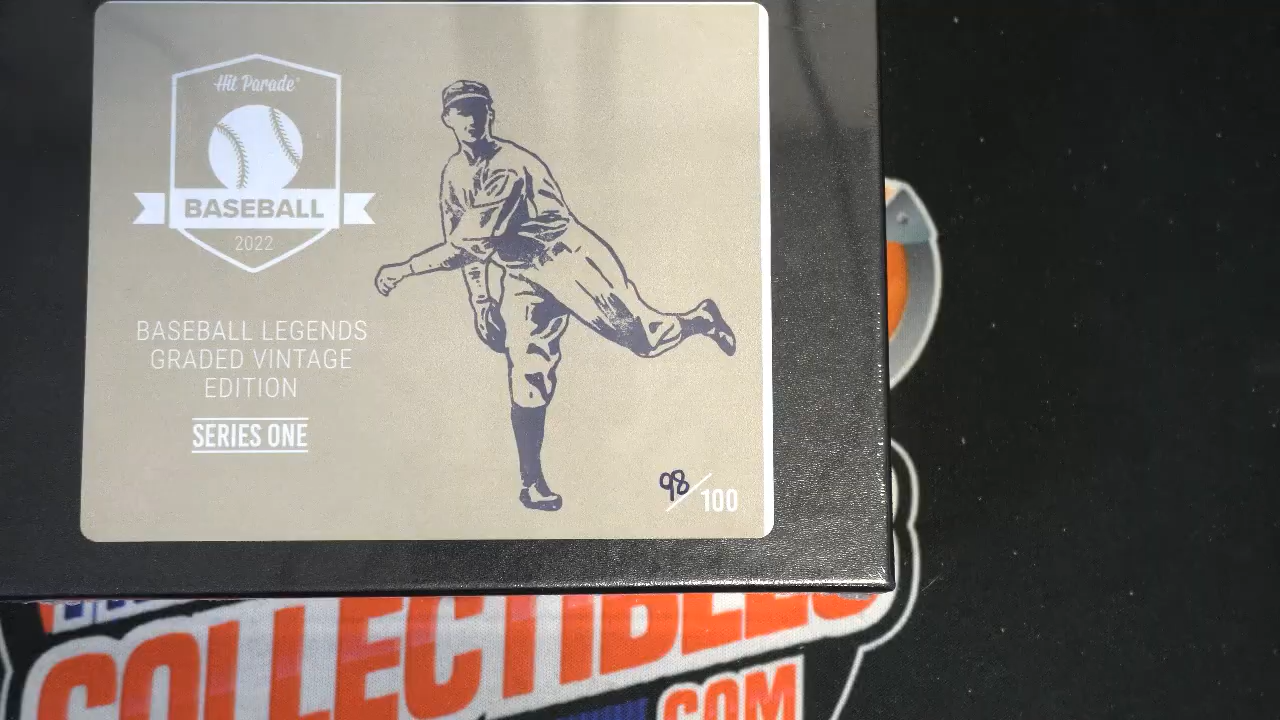 Hit Parade®
BASEBALL
2022
BASEBALL LEGENDS
GRADED VINTAGE
EDITION
SERIES ONE
98/100
COLLECTIBLES
.COM